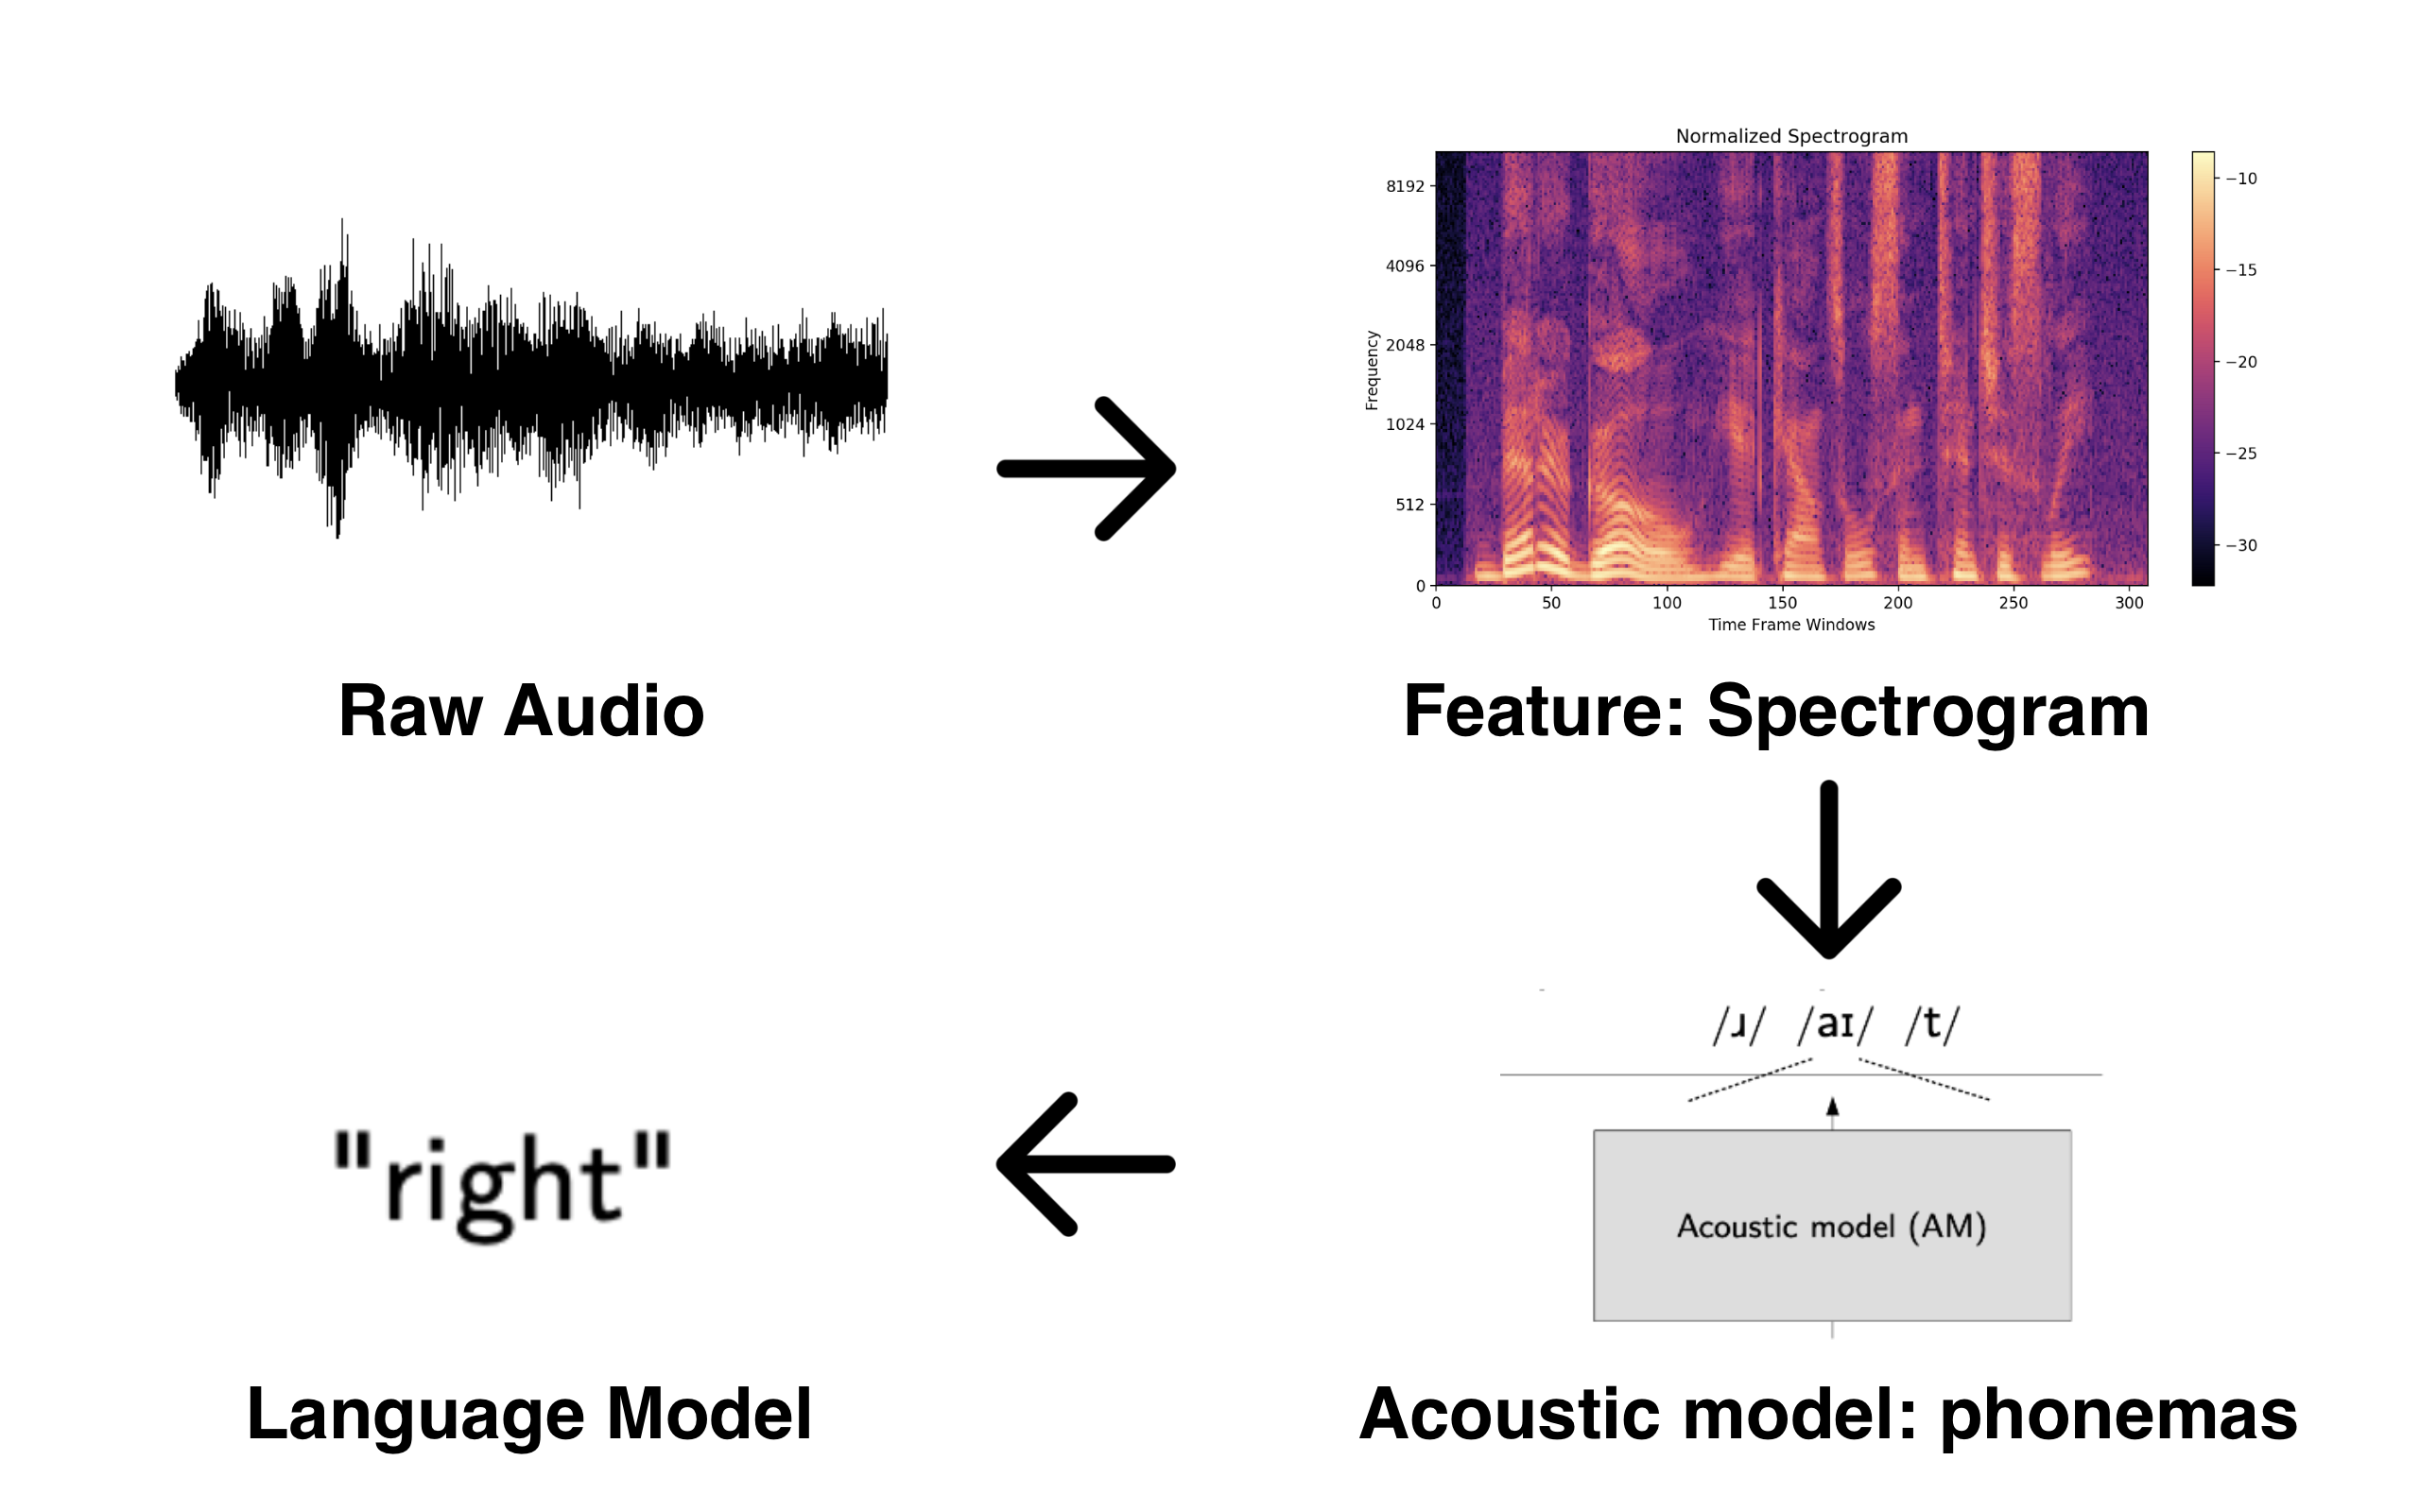 Normalized Spectrogram
8192
4096
2048
1024
512
0
Frequency
0 50 100 150 200 250 300
Time Frame Windows
−10
−15
−20
−25
−30
Raw Audio
Feature: Spectrogram
/ɹ/ /aɪ/ /t/
Acoustic model (AM)
"right"
Language Model
Acoustic model: phonemas